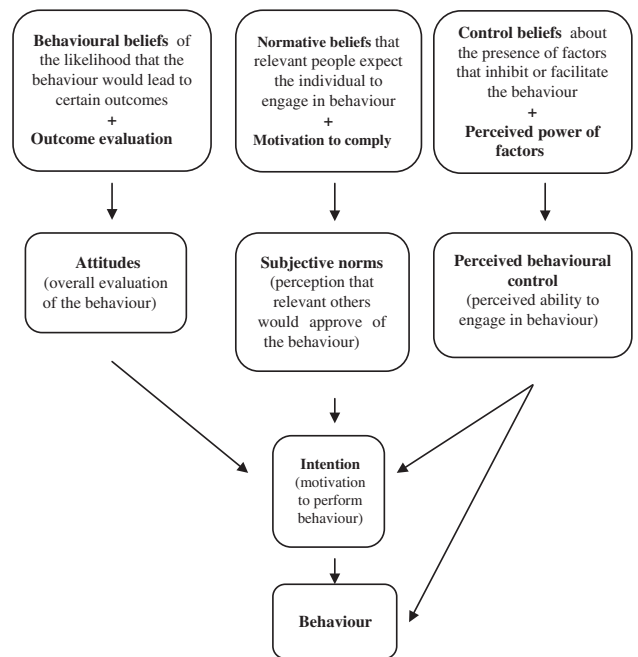 Behavioural beliefs of
the likelihood that the
behaviour would lead to
certain outcomes
+
Outcome evaluation
Normative beliefs that
relevant people expect
the individual to
engage in behaviour
+
Motivation to comply
Control beliefs about
the presence of factors
that inhibit or facilitate
the behaviour
+
Perceived power of
factors
Attitudes
(overall evaluation
of the behaviour)
Subjective norms
(perception that
relevant others
would approve of
the behaviour)
Perceived behavioural
control
(perceived ability to
engage in behaviour)
Intention
(motivation
to perform
behaviour)
Behaviour